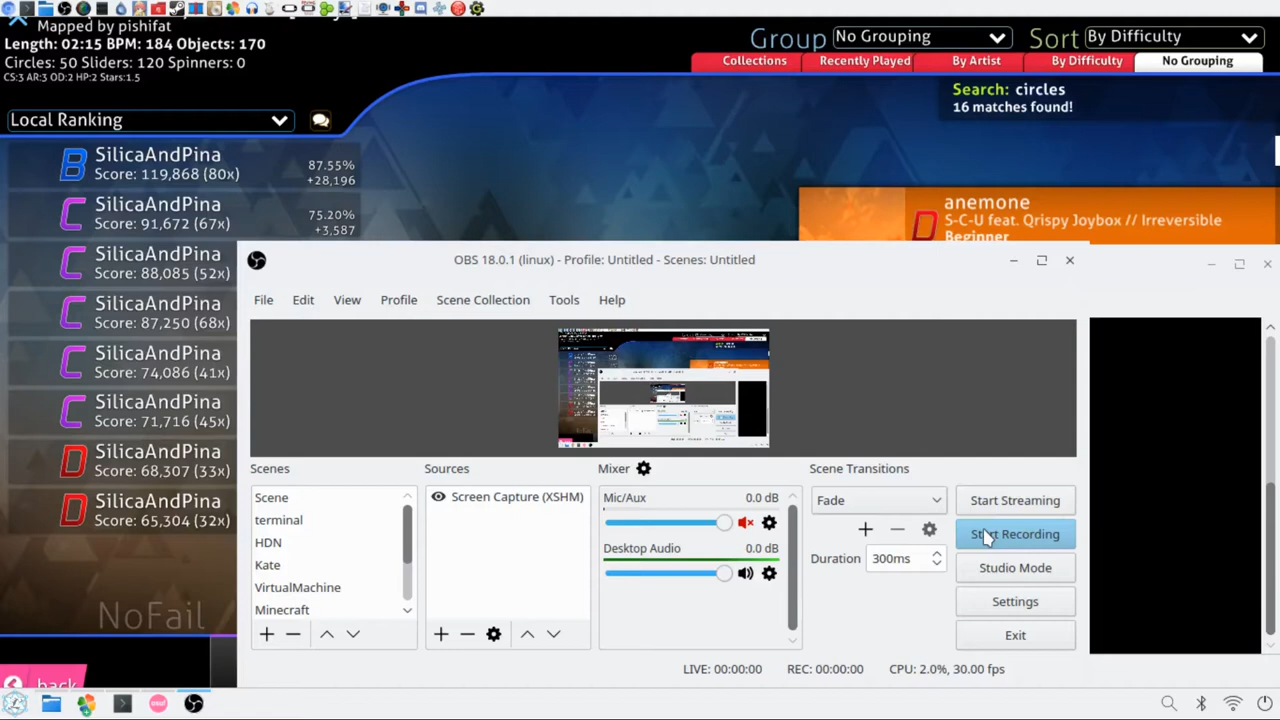 Mapped by pishifat
Length: 02:15 BPM: 184 Objects: 170
Circles: 50 Sliders: 120 Spinners: 0
CS:3 AR:3 OD:2 HP:2 Stars:1.5
Group No Grouping Sort By Difficulty
Collections Recently Played By Artist By Difficulty No Grouping
Search: circles
16 matches found!
Local Ranking
SilicaAndPina
Score: 119,868 (80x)
87.55%
+28,196
SilicaAndPina
Score: 91,672 (67x)
75.20%
+3,587
SilicaAndPina
Score: 88,085 (52x)
SilicaAndPina
Score: 87,250 (68x)
SilicaAndPina
Score: 74,086 (41x)
SilicaAndPina
Score: 71,716 (45x)
SilicaAndPina
Score: 68,307 (33x)
SilicaAndPina
Score: 65,304 (32x)
B
C
C
C
C
C
D
D
NoFail
back
D
anemone
S-C-U feat. Qrispy Joybox // Irreversible
Beginner
OBS 18.0.1 (linux) - Profile: Untitled - Scenes: Untitled
File Edit View Profile Scene Collection Tools Help
Scenes Sources Mixer Scene Transitions
Scene
terminal
HDN
Kate
VirtualMachine
Minecraft
Screen Capture (XSHM)
Mic/Aux 0.0 dB
Desktop Audio 0.0 dB
Fade
Duration 300ms
Start Streaming
Start Recording
Studio Mode
Settings
Exit
LIVE: 00:00:00 REC: 00:00:00 CPU: 2.0%, 30.00 fps
osu!